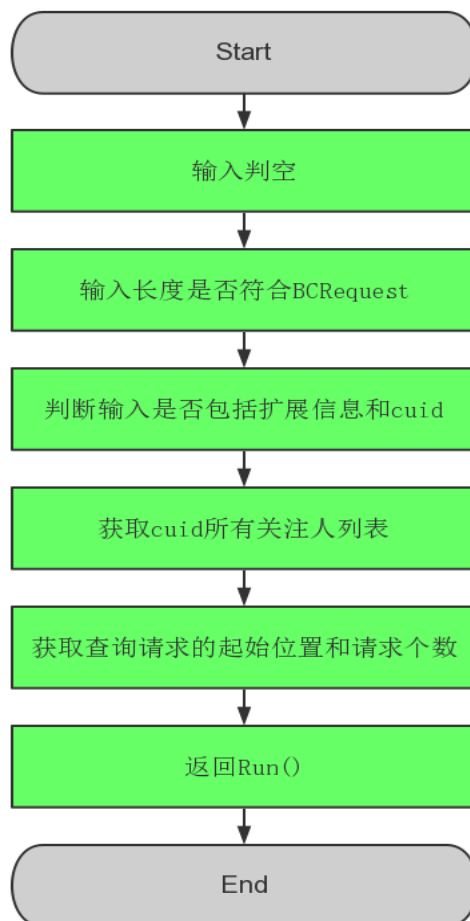 Start
输入判空
输入长度是否符合BCRequest
判断输入是否包括扩展信息和cuid
获取cuid所有关注人列表
获取查询请求的起始位置和请求个数
返回Run()
End